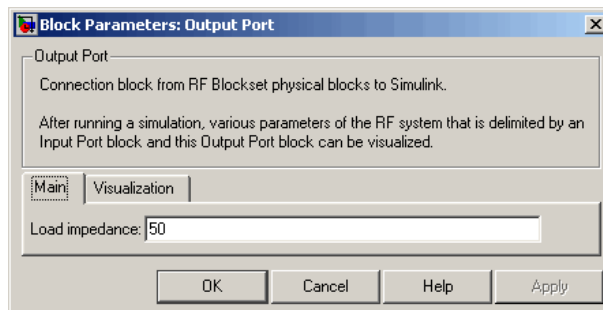 Block Parameters: Output Port
Output Port
Connection block from RF Blockset physical blocks to Simulink.
After running a simulation, various parameters of the RF system that is delimited by an
Input Port block and this Output Port block can be visualized.
Main Visualization
Load impedance: 50
OK Cancel Help Apply